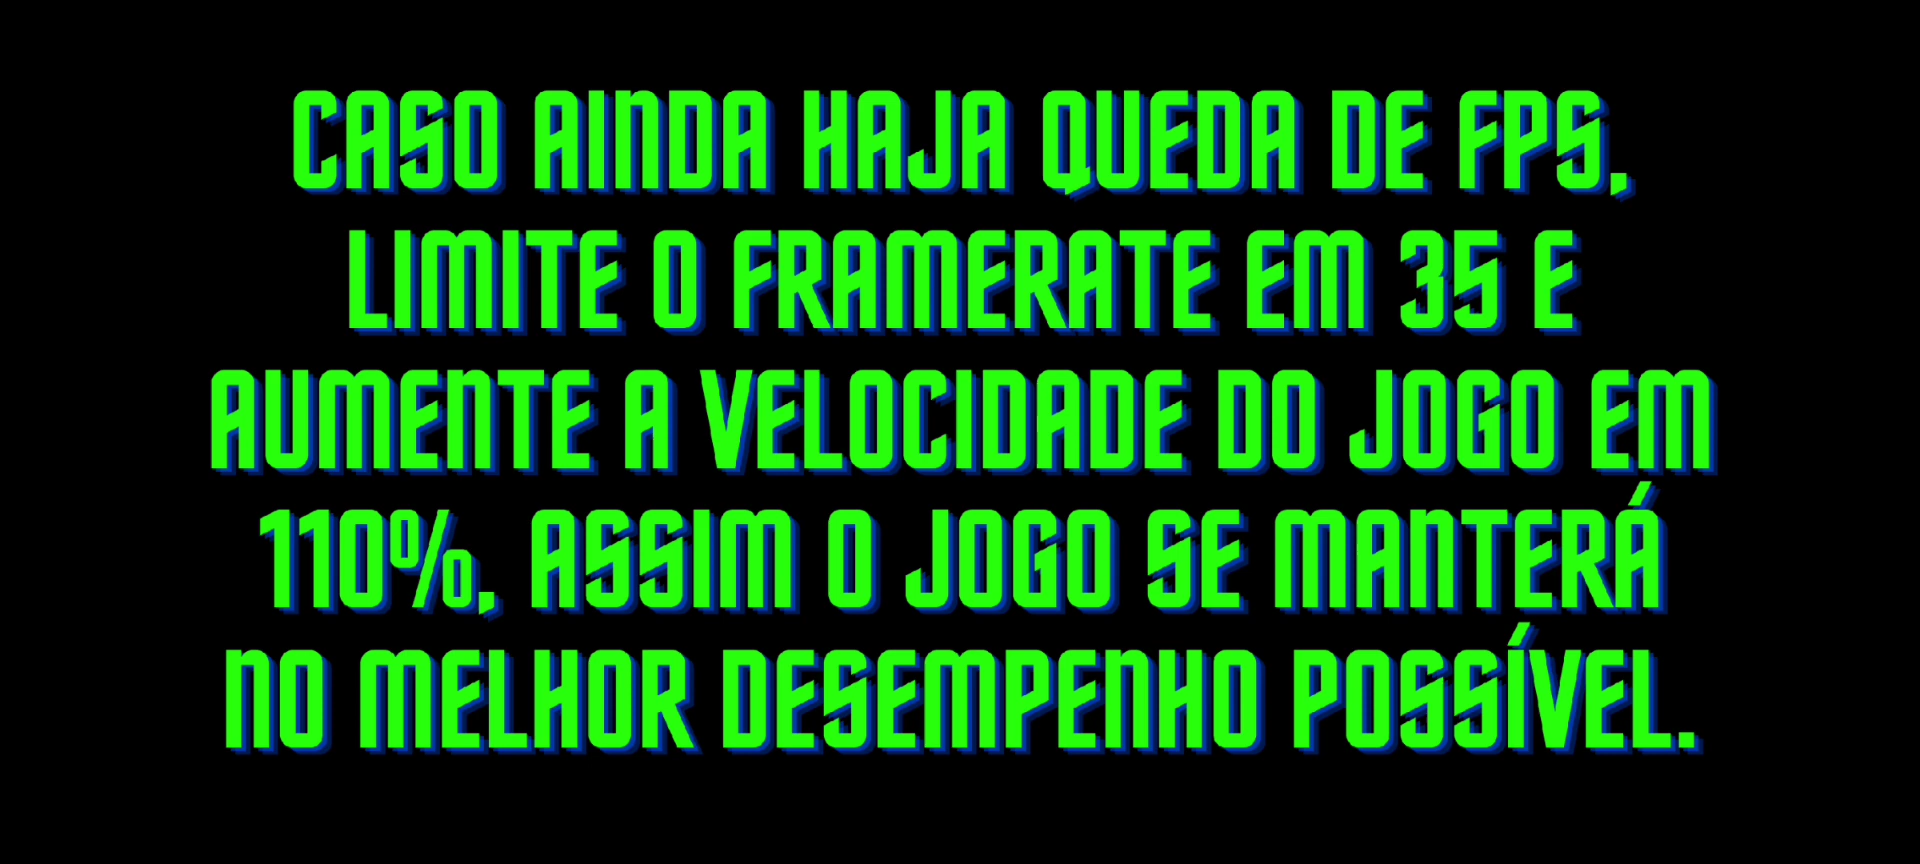 CASO AINDA HAJA QUEDA DE FPS,
LIMITE O FRAMERATE EM 35 E
AUMENTE A VELOCIDADE DO JOGO EM
110%, ASSIM O JOGO SE MANTERÁ
NO MELHOR DESEMPENHO POSSÍVEL.